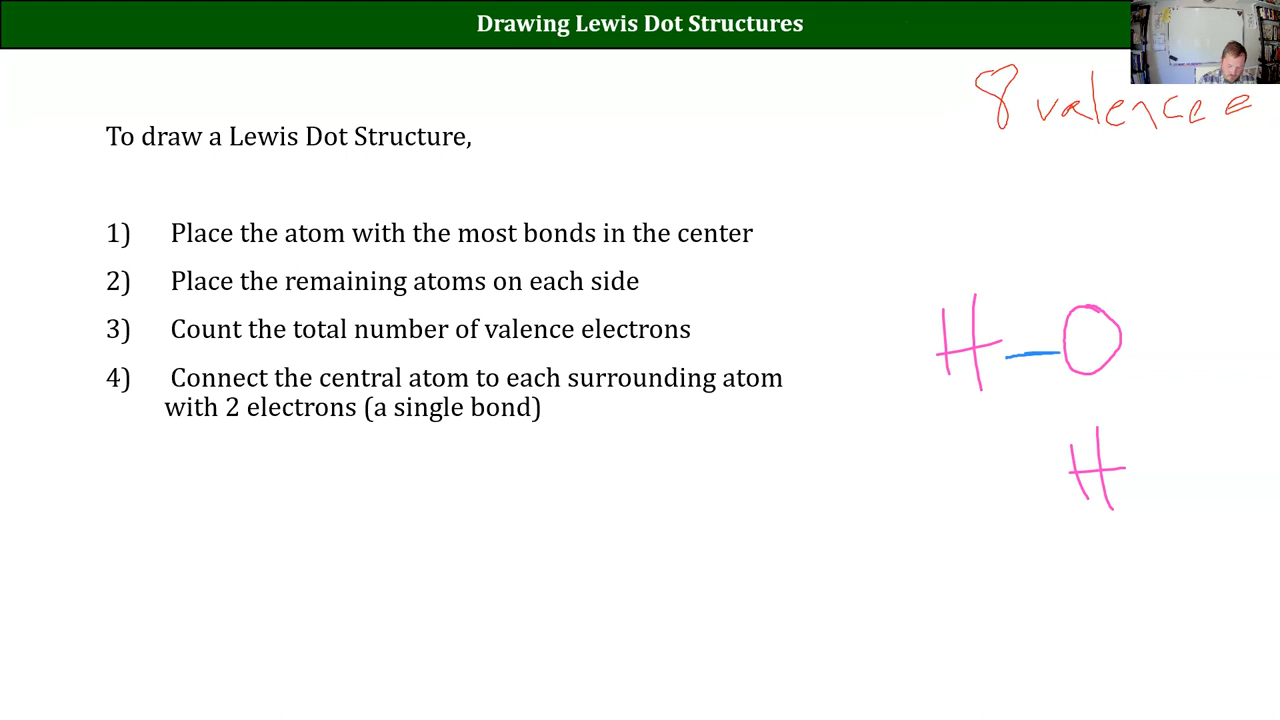 Drawing Lewis Dot Structures
8 valence e
To draw a Lewis Dot Structure,
1) Place the atom with the most bonds in the center
2) Place the remaining atoms on each side
3) Count the total number of valence electrons
4) Connect the central atom to each surrounding atom
with 2 electrons (a single bond)
H—O
H